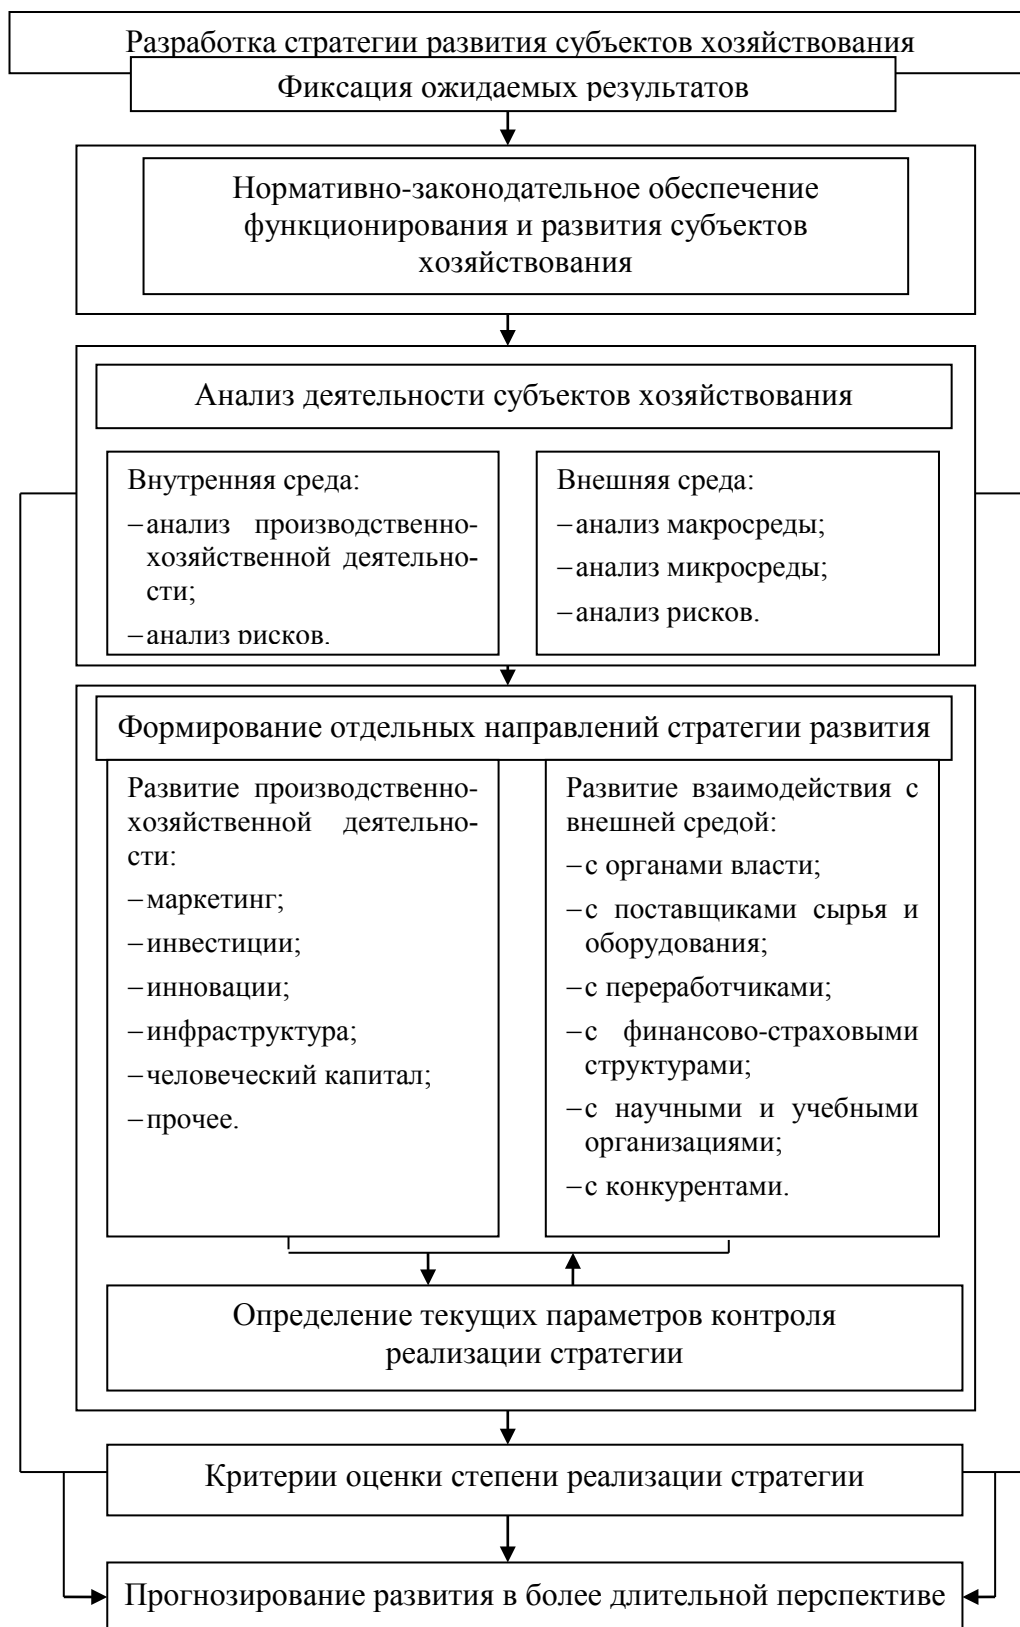 Разработка стратегии развития субъектов хозяйствования
Фиксация ожидаемых результатов
Нормативно-законодательное обеспечение
функционирования и развития субъектов
хозяйствования
Анализ деятельности субъектов хозяйствования
Внутренняя среда:
–анализ производственно-
хозяйственной деятельно-
сти;
–анализ рисков.
Внешняя среда:
–анализ макросреды;
–анализ микросреды;
–анализ рисков.
Формирование отдельных направлений стратегии развития
Развитие производственно-
хозяйственной деятельно-
сти:
–маркетинг;
–инвестиции;
–инновации;
–инфраструктура;
–человеческий капитал;
–прочее.
Развитие взаимодействия с
внешней средой:
–с органами власти;
–с поставщиками сырья и
оборудования;
–с переработчиками;
–с финансово-страховыми
структурами;
–с научными и учебными
организациями;
–с конкурентами.
Определение текущих параметров контроля
реализации стратегии
Критерии оценки степени реализации стратегии
Прогнозирование развития в более длительной перспективе